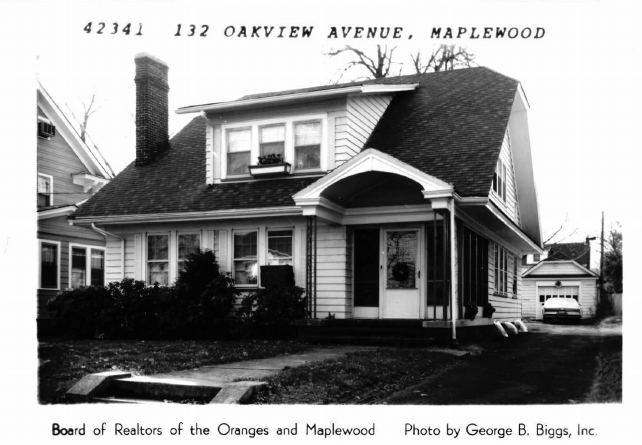 42341 132 OAKVIEW AVENUE, MAPLEWOOD
Board of Realtors of the Oranges and Maplewood Photo by George B. Biggs, Inc.